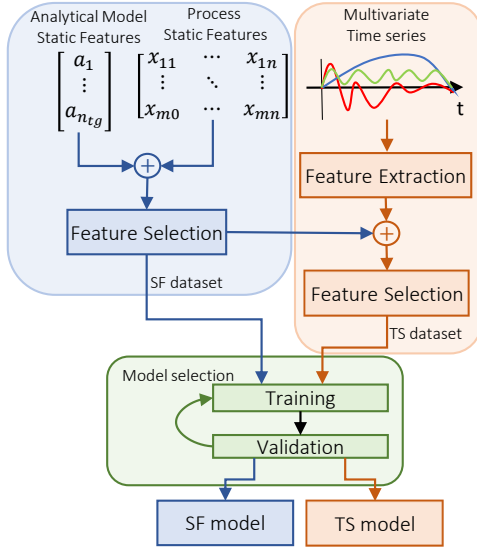 Analytical Model
Static Features
Process
Static Features
Multivariate
Time series
a₁ ⋮ aₙₜg
x₁₁ ⋯ x₁ₙ
⋮ ⋱ ⋮
xₘ₀ ⋯ xₘₙ
t
+
Feature Extraction
Feature Selection
+
SF dataset
Feature Selection
TS dataset
Model selection
Training
Validation
SF model
TS model